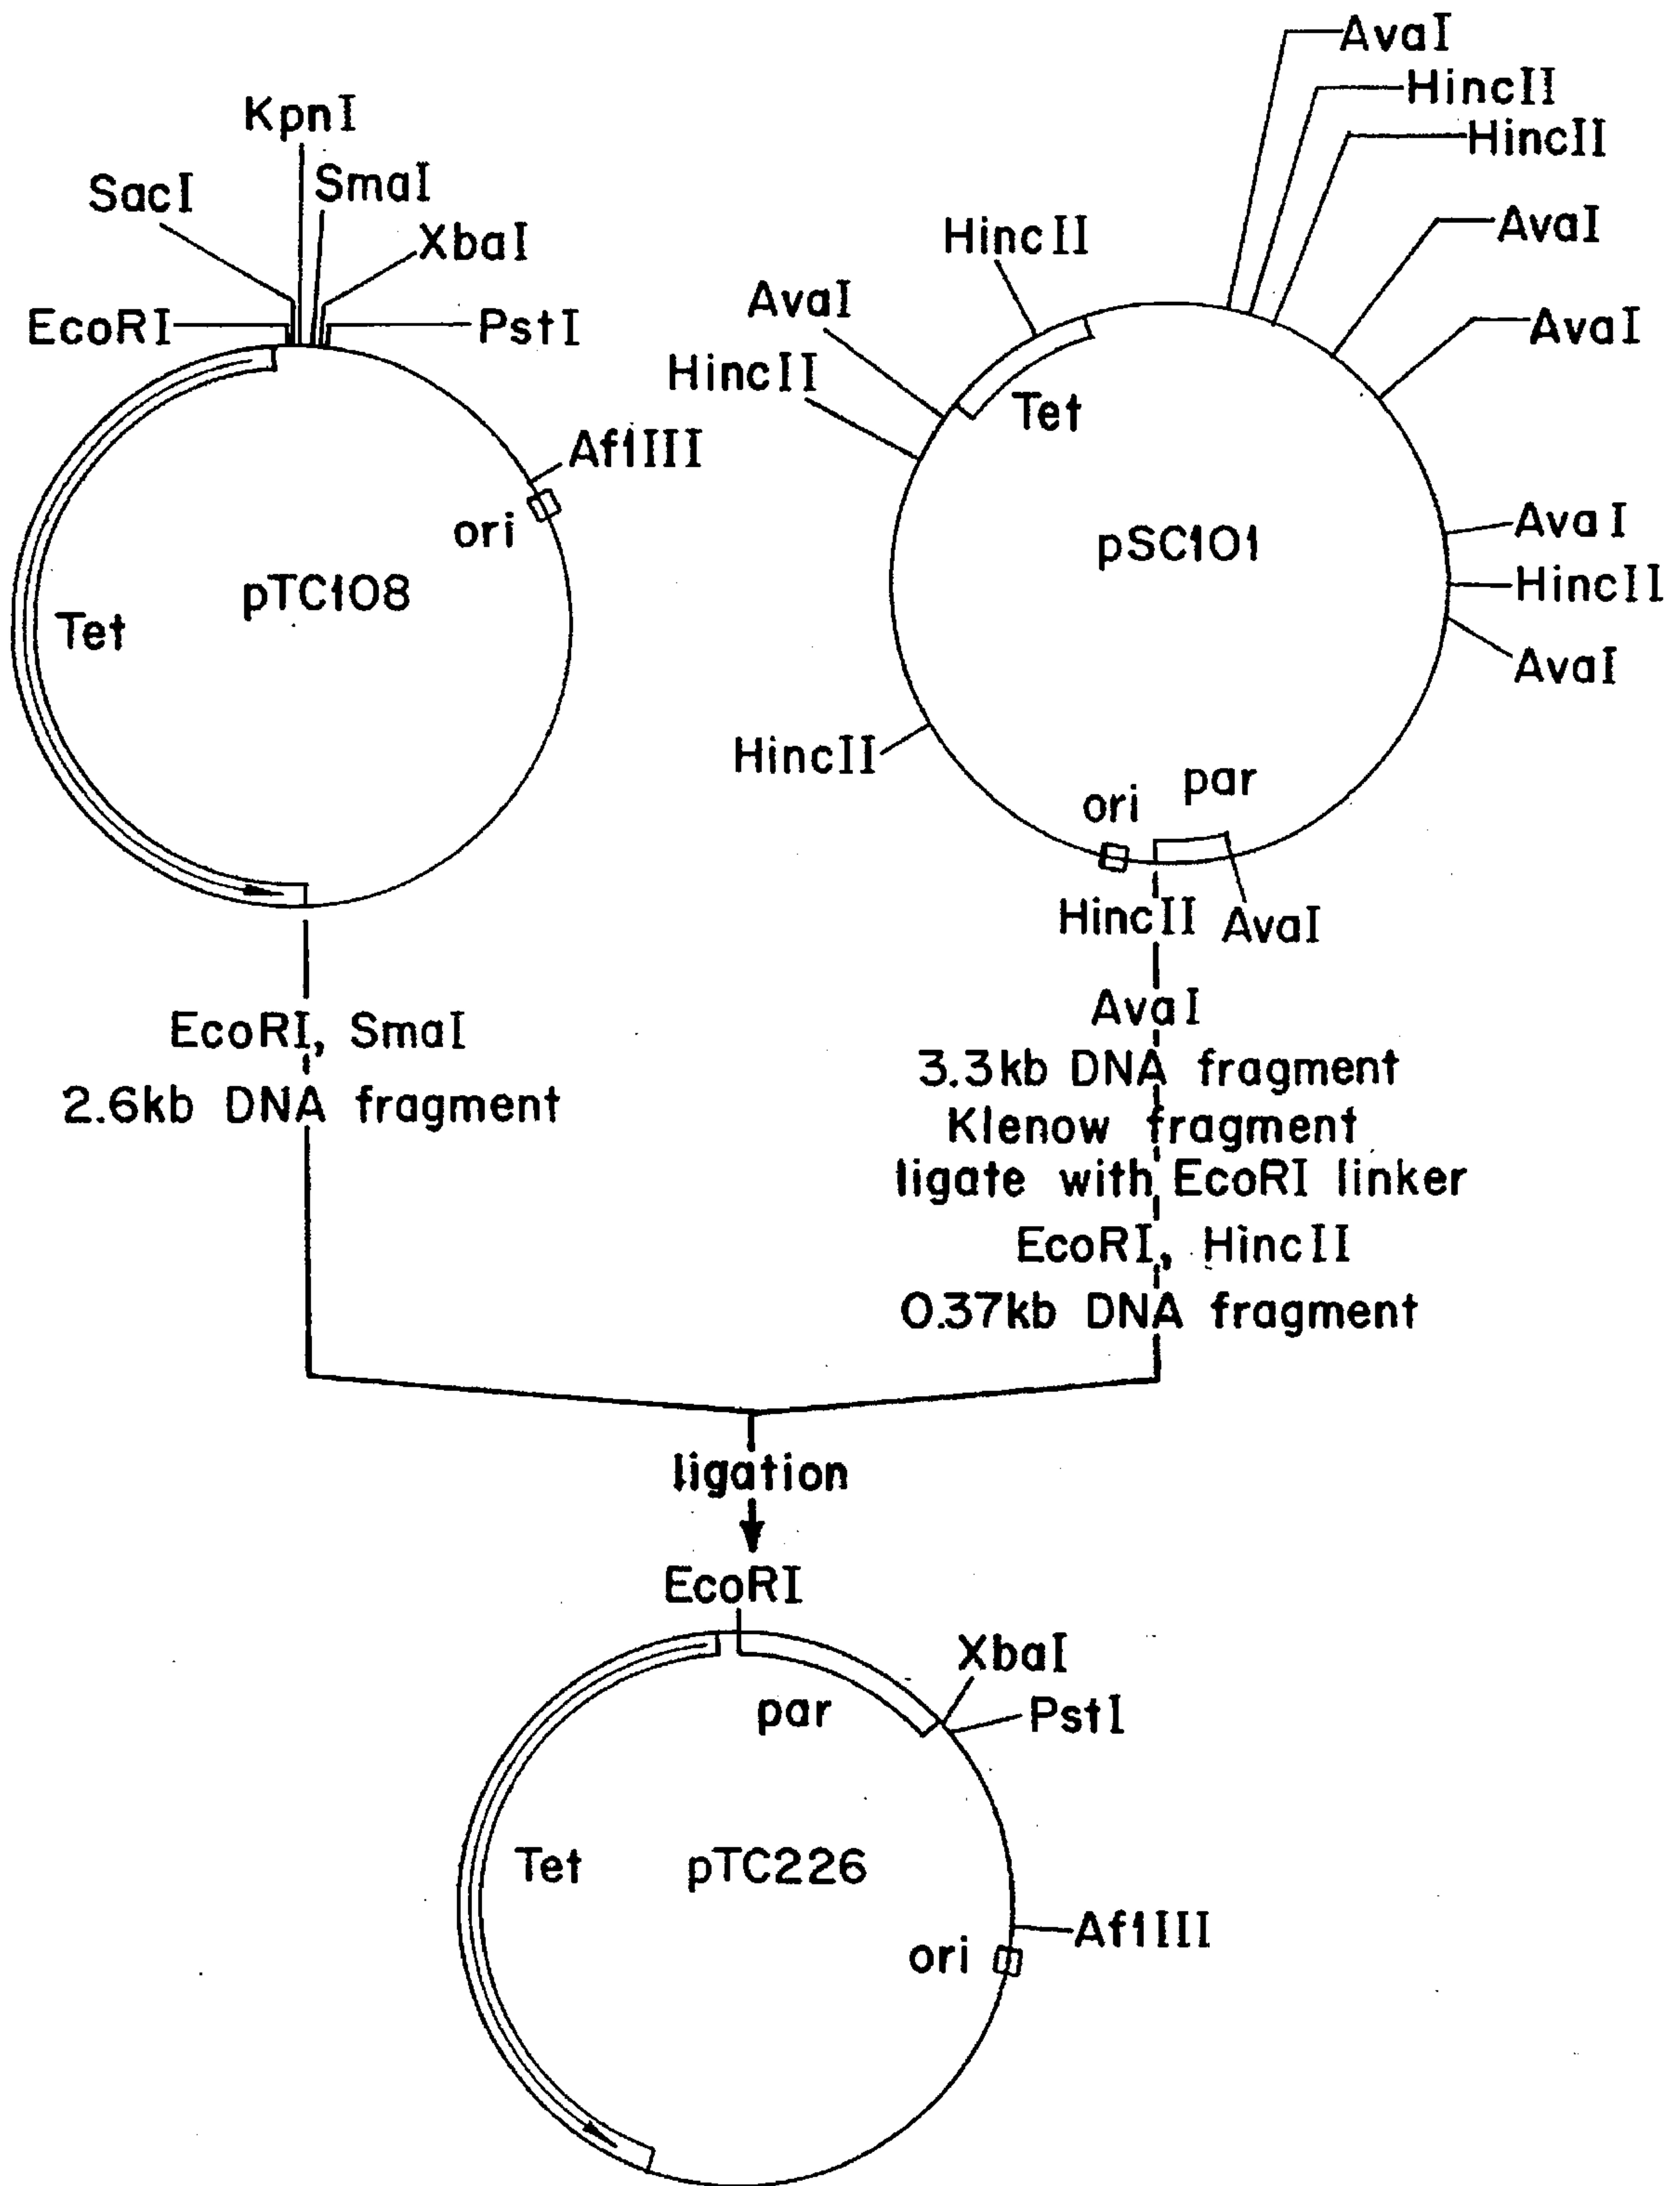 KpnI
SacI
SmaI
XbaI
EcoRI
PstI
AflIII
ori
pTC108
Tet
EcoRI, SmaI
2.6kb DNA fragment
AvaI
HincII
HincII
AvaI
AvaI
HincII
AvaI
HincII
Tet
pSC101
AvaI
HincII
AvaI
HincII
ori
par
HincII
AvaI
AvaI
3.3kb DNA fragment
Klenow fragment
ligate with EcoRI linker
EcoRI, HincII
0.37kb DNA fragment
ligation
EcoRI
XbaI
PstI
par
Tet
pTC226
AflIII
ori